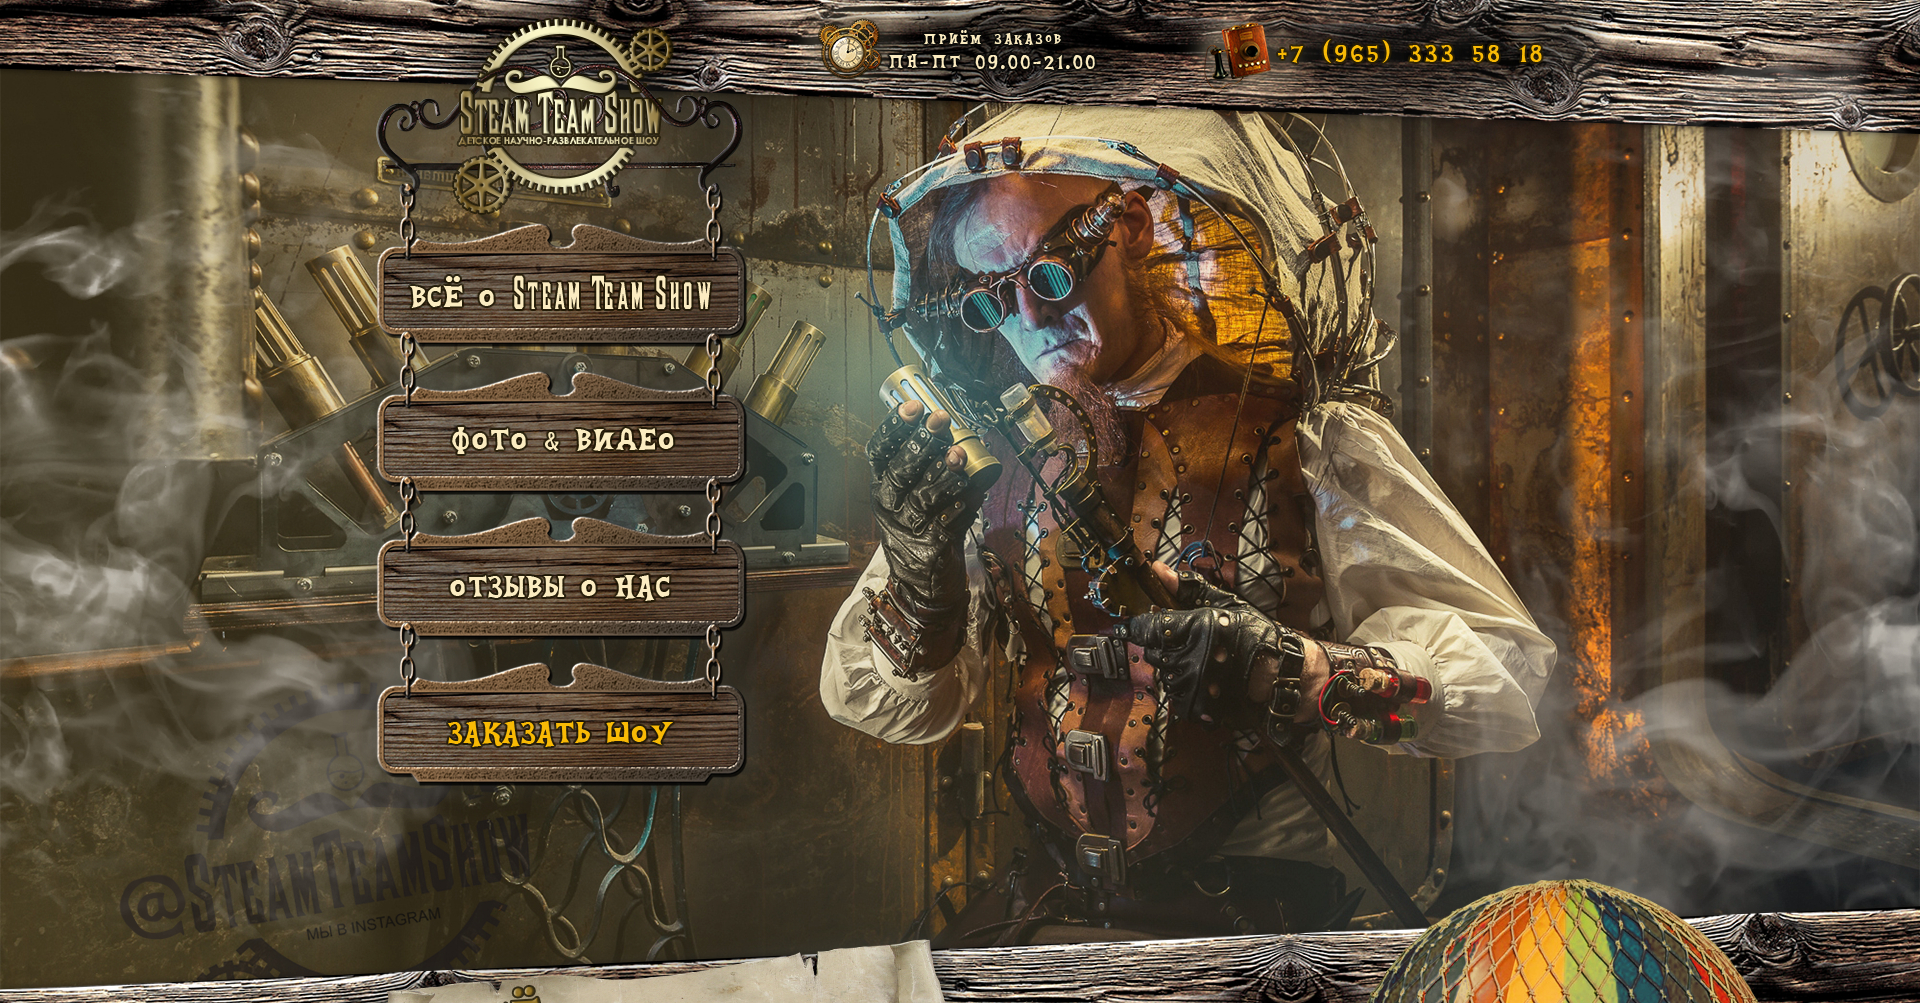 STEAM TEAM SHOW
ДЕТСКОЕ НАУЧНО-РАЗВЛЕКАТЕЛЬНОЕ ШОУ
ПРИЁМ ЗАКАЗОВ
ПН-ПТ 09.00-21.00
+7 (965) 333 58 18
ВСЁ О STEAM TEAM SHOW
ФОТО & ВИДЕО
ОТЗЫВЫ О НАС
ЗАКАЗАТЬ ШОУ
@STEAMTEAMSHOW
МЫ В INSTAGRAM